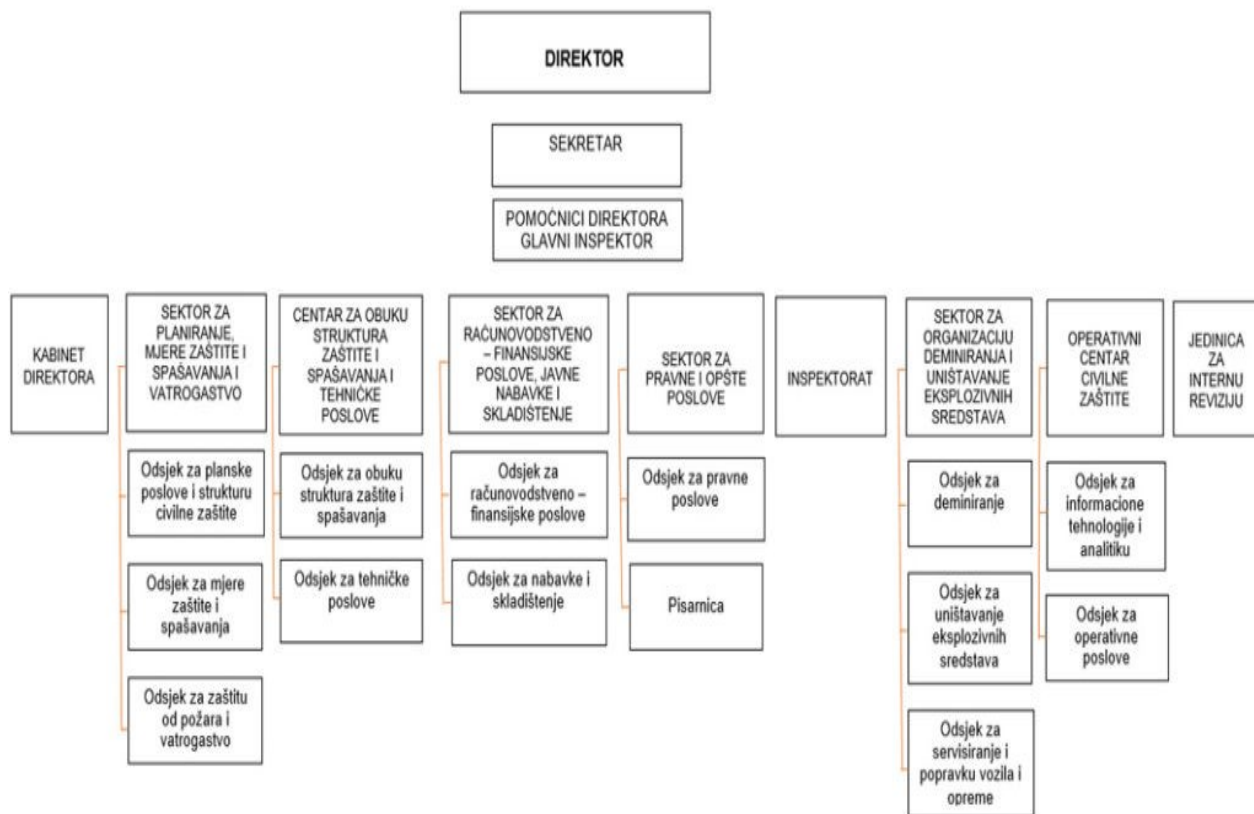 DIREKTOR
SEKRETAR
POMOĆNICI DIREKTORA
GLAVNI INSPEKTOR
KABINET
DIREKTORA
SEKTOR ZA
PLANIRANJE,
MJERE ZAŠTITE I
SPAŠAVANJA I
VATROGASTVO
CENTAR ZA OBUKU
STRUKTURA
ZAŠTITE I
SPAŠAVANJA I
TEHNIČKE
POSLOVE
SEKTOR ZA
RAČUNOVODSTVENO
– FINANSIJSKE
POSLOVE, JAVNE
NABAVKE I
SKLADIŠTENJE
SEKTOR ZA
PRAVNE I OPŠTE
POSLOVE
INSPEKTORAT
SEKTOR ZA
ORGANIZACIJU
DEMINIRANJA I
UNIŠTAVANJE
EKSPLOZIVNIH
SREDSTAVA
OPERATIVNI
CENTAR
CIVILNE
ZAŠTITE
JEDINICA
ZA
INTERNU
REVIZIJU
Odsjek za planske
poslove i strukturu
civilne zaštite
Odsjek za obuku
struktura zaštite i
spašavanja
Odsjek za
računovodstveno –
finansijske poslove
Odsjek za pravne
poslove
Odsjek za
deminiranje
Odsjek za
informacione
tehnologije i
analitiku
Odsjek za mjere
zaštite i
spašavanja
Odsjek za tehničke
poslove
Odsjek za nabavke i
skladištenje
Pisarnica
Odsjek za
uništavanje
eksplozivnih
sredstava
Odsjek za
operativne
poslove
Odsjek za zaštitu
od požara i
vatrogastvo
Odsjek za
servisiranje i
popravku vozila i
opreme